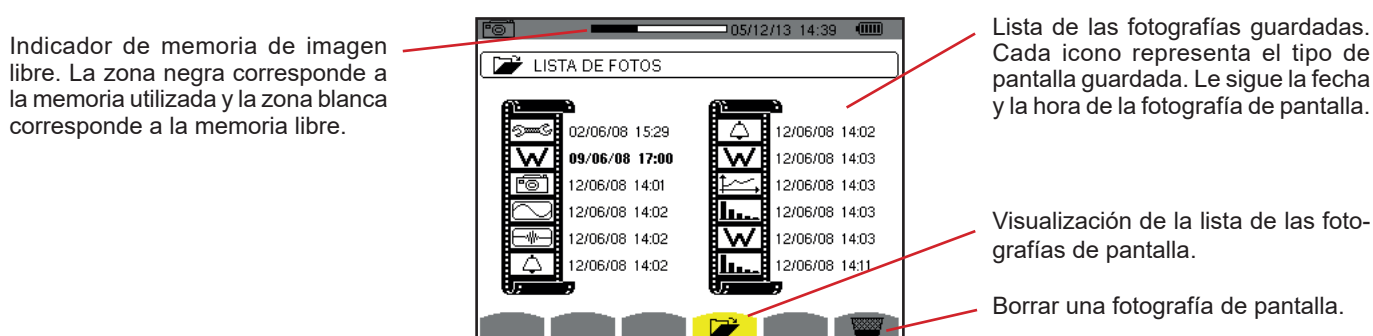 Indicador de memoria de imagen
libre. La zona negra corresponde a
la memoria utilizada y la zona blanca
corresponde a la memoria libre.
05/12/13 14:39
LISTA DE FOTOS
02/06/08 15:29
W 09/06/08 17:00
12/06/08 14:01
12/06/08 14:02
12/06/08 14:02
12/06/08 14:02
12/06/08 14:02
W 12/06/08 14:03
12/06/08 14:03
12/06/08 14:03
W 12/06/08 14:03
12/06/08 14:11
Lista de las fotografías guardadas.
Cada icono representa el tipo de
pantalla guardada. Le sigue la fecha
y la hora de la fotografía de pantalla.
Visualización de la lista de las foto-
grafías de pantalla.
Borrar una fotografía de pantalla.